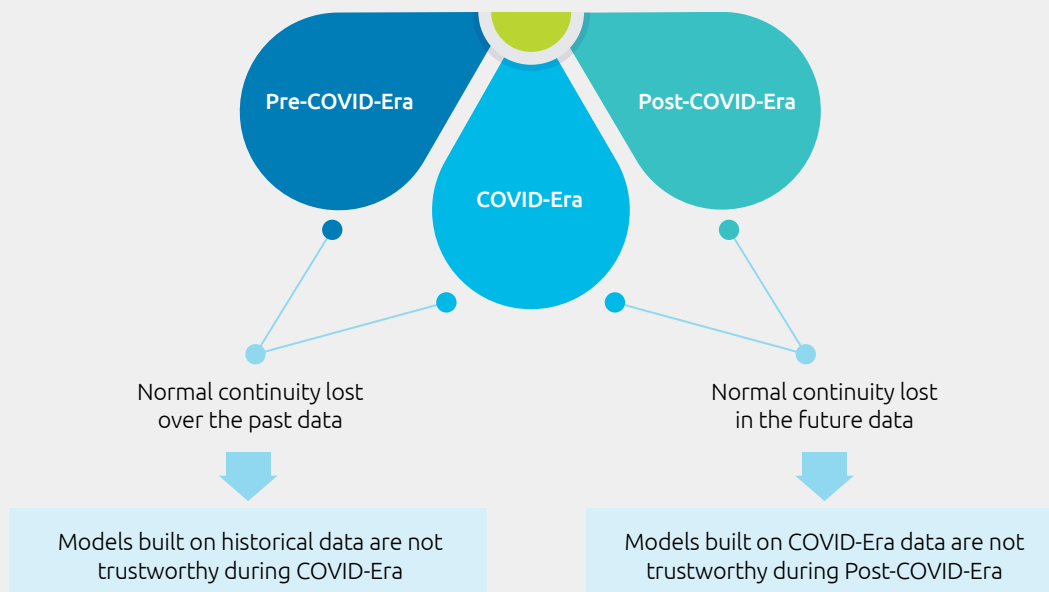 Pre-COVID-Era
Post-COVID-Era
COVID-Era
Normal continuity lost
over the past data
Normal continuity lost
in the future data
Models built on historical data are not
trustworthy during COVID-Era
Models built on COVID-Era data are not
trustworthy during Post-COVID-Era